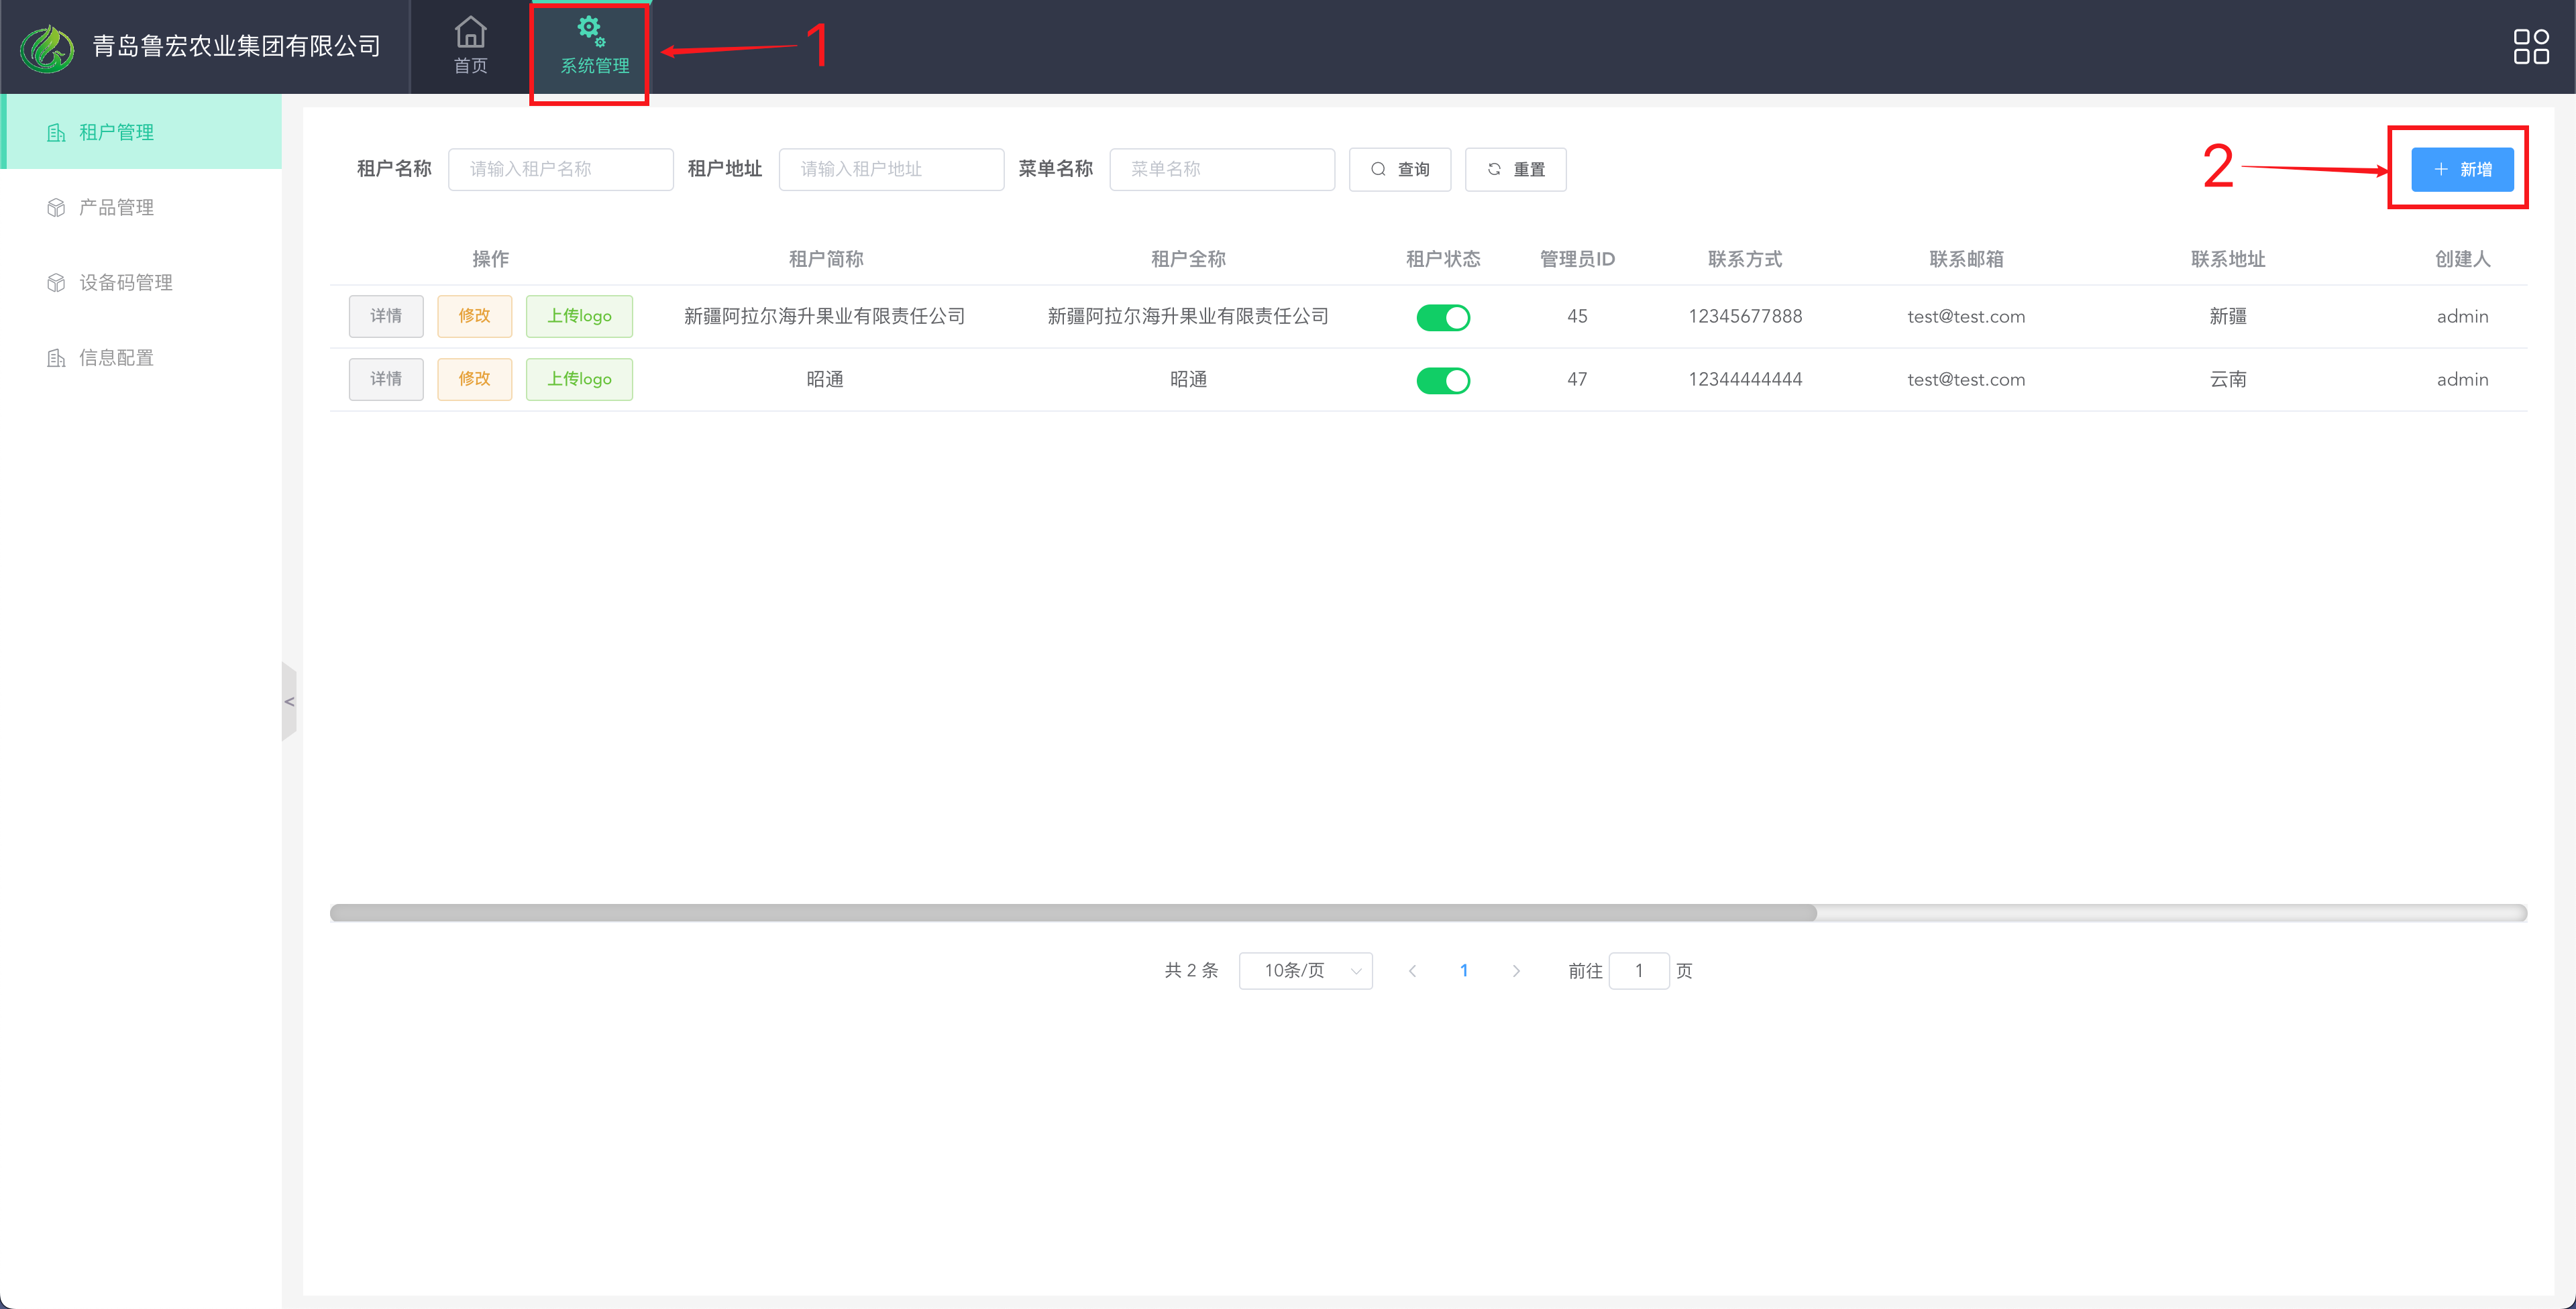 青岛鲁宏农业集团有限公司
首页
系统管理
1
租户管理
产品管理
设备码管理
信息配置
租户名称 请输入租户名称 租户地址 请输入租户地址 菜单名称 菜单名称 查询 重置 2 新增
操作 租户简称 租户全称 租户状态 管理员ID 联系方式 联系邮箱 联系地址 创建人
详情 修改 上传logo 新疆阿拉尔海升果业有限责任公司 新疆阿拉尔海升果业有限责任公司 45 12345677888 test@test.com 新疆 admin
详情 修改 上传logo 昭通 昭通 47 12344444444 test@test.com 云南 admin
<
共 2 条 10条/页 < 1 > 前往 1 页